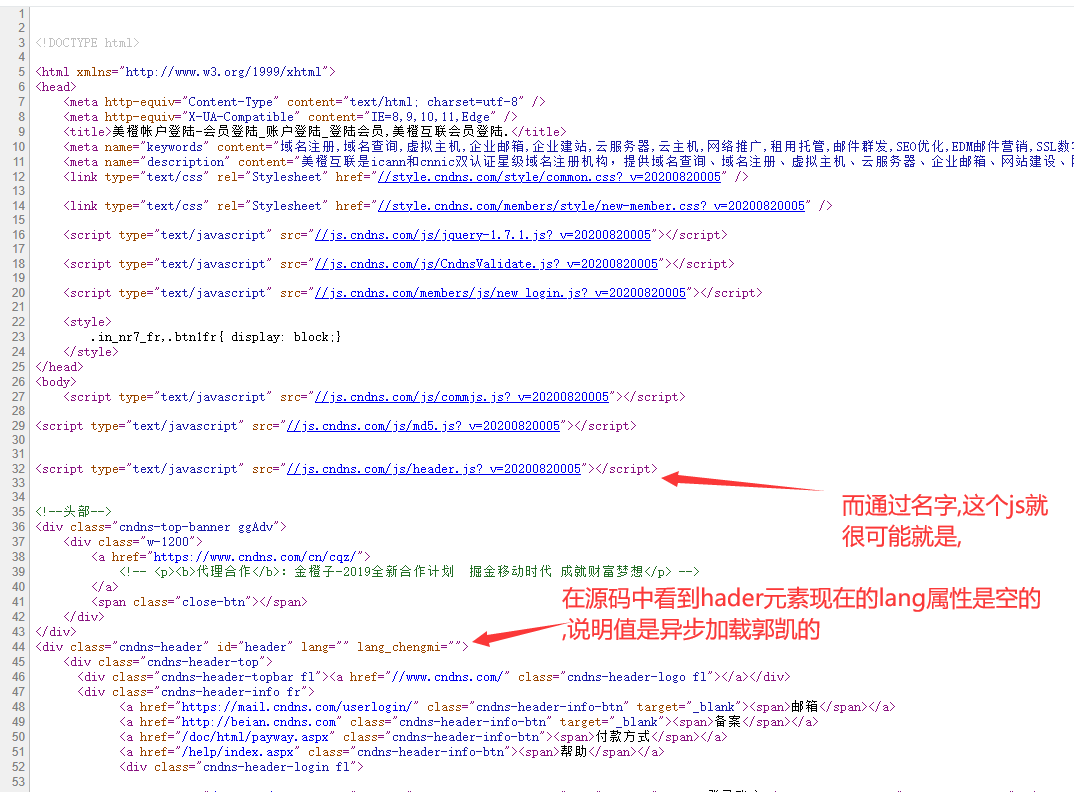 1
2
3 <!DOCTYPE html>
4
5 <html xmlns="http://www.w3.org/1999/xhtml">
6 <head>
7 <meta http-equiv="Content-Type" content="text/html; charset=utf-8" />
8 <meta http-equiv="X-UA-Compatible" content="IE=8,9,10,11,Edge" />
9 <title>美橙帐户登陆-会员登陆_账户登陆_登陆会员,美橙互联会员登陆.</title>
10 <meta name="keywords" content="域名注册,域名查询,虚拟主机,企业邮箱,企业建站,云服务器,云主机,网络推广,租用托管,邮件群发,SEO优化,EDM邮件营销,SSL数
11 <meta name="description" content="美橙互联是icann和cnnic双认证星级域名注册机构，提供域名查询、域名注册、虚拟主机、云服务器、企业邮箱、网站建设、
12 <link type="text/css" rel="Stylesheet" href="//style.cndns.com/style/common.css?_v=20200820005" />
13
14 <link type="text/css" rel="Stylesheet" href="//style.cndns.com/members/style/new-member.css?_v=20200820005" />
15
16 <script type="text/javascript" src="//js.cndns.com/js/jquery-1.7.1.js?_v=20200820005"></script>
17
18 <script type="text/javascript" src="//js.cndns.com/js/CndnsValidate.js?_v=20200820005"></script>
19
20 <script type="text/javascript" src="//js.cndns.com/members/js/new_login.js?_v=20200820005"></script>
21
22 <style>
23 .in_nr7_fr,.btn1fr{ display: block;}
24 </style>
25 </head>
26 <body>
27 <script type="text/javascript" src="//js.cndns.com/js/commjs.js?_v=20200820005"></script>
28
29 <script type="text/javascript" src="//js.cndns.com/js/md5.js?_v=20200820005"></script>
30
31
32 <script type="text/javascript" src="//js.cndns.com/js/header.js?_v=20200820005"></script>
33
34
而通过名字,这个js就
很可能就是,
35 <!--头部-->
36 <div class="cndns-top-banner ggAdv">
37 <div class="w-1200">
38 <a href="https://www.cndns.com/cn/cqz/">
39 <!-- <p><b>代理合作</b>：金橙子-2019全新合作计划 掘金移动时代 成就财富梦想</p> -->
40 </a>
41 <span class="close-btn"></span>
42 </div>
43 </div>
在源码中看到hader元素现在的lang属性是空的
,说明值是异步加载郭凯的
44 <div class="cndns-header" id="header" lang="" lang_chengmi="">
45 <div class="cndns-header-top">
46 <div class="cndns-header-topbar fl"><a href="//www.cndns.com/" class="cndns-header-logo fl"></a></div>
47 <div class="cndns-header-info fr">
48 <a href="https://mail.cndns.com/userlogin/" class="cndns-header-info-btn" target="_blank"><span>邮箱</span></a>
49 <a href="http://beian.cndns.com" class="cndns-header-info-btn" target="_blank"><span>备案</span></a>
50 <a href="/doc/html/payway.aspx" class="cndns-header-info-btn"><span>付款方式</span></a>
51 <a href="/help/index.aspx" class="cndns-header-info-btn"><span>帮助</span></a>
52 <div class="cndns-header-login fl">
53